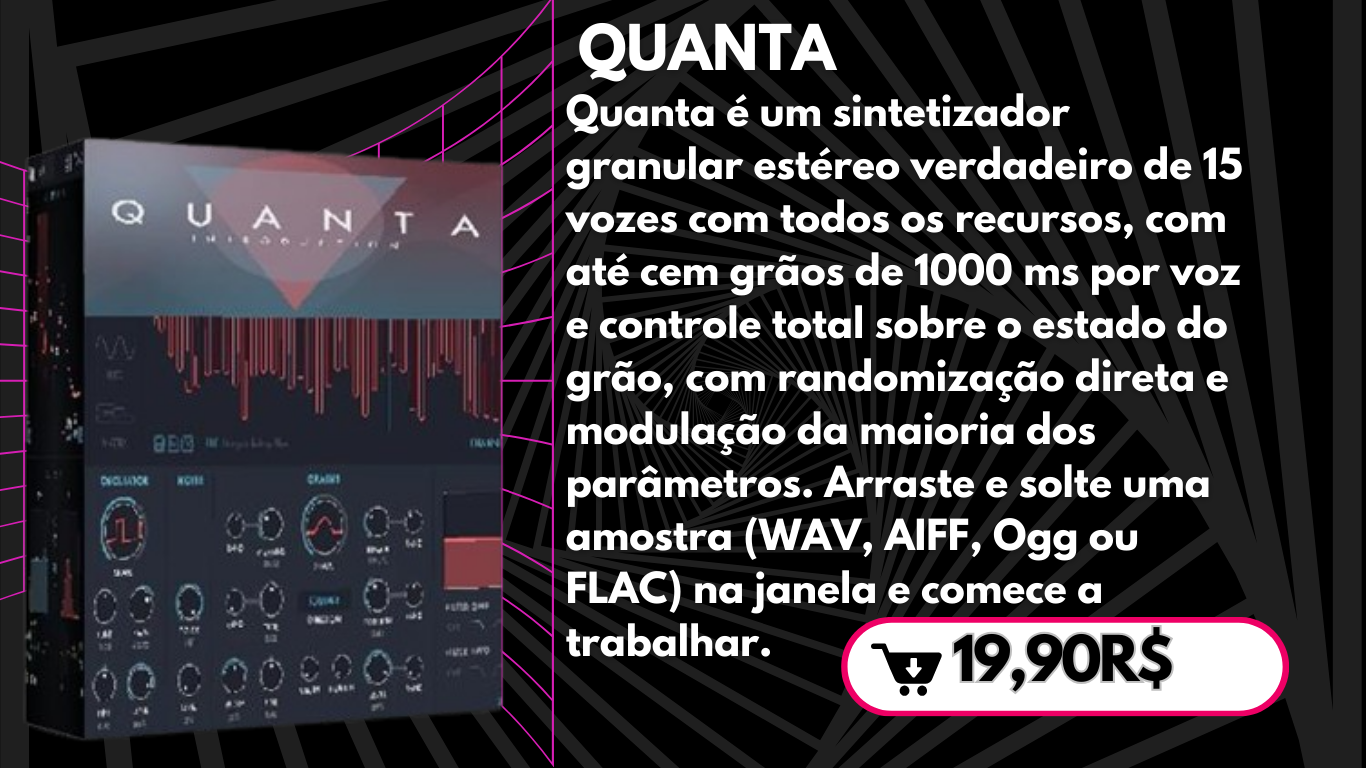 QUANTA
Quanta é um sintetizador
granular estéreo verdadeiro de 15
vozes com todos os recursos, com
até cem grãos de 1000 ms por voz
e controle total sobre o estado do
grão, com randomização direta e
modulação da maioria dos
parâmetros. Arraste e solte uma
amostra (WAV, AIFF, Ogg ou
FLAC) na janela e comece a
trabalhar.
19,90R$
QUANTA
OSCILLATOR
NOISE
GRAINS